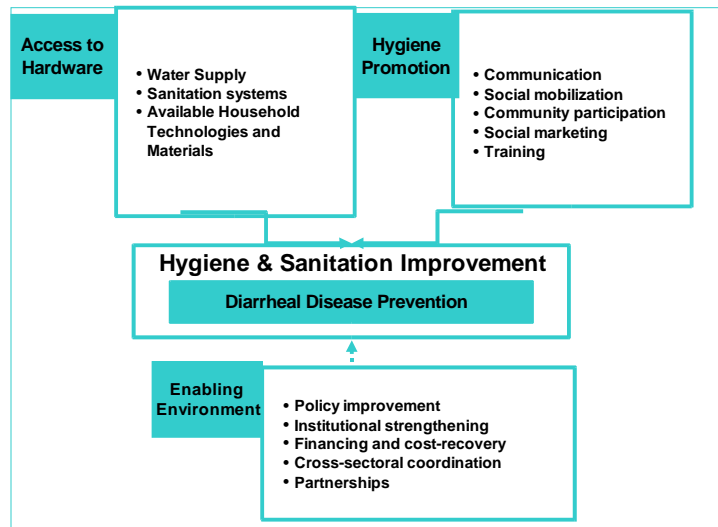 Access to
Hardware
• Water Supply
• Sanitation systems
• Available Household
Technologies and
Materials
Hygiene
Promotion
• Communication
• Social mobilization
• Community participation
• Social marketing
• Training
Hygiene & Sanitation Improvement
Diarrheal Disease Prevention
Enabling
Environment
• Policy improvement
• Institutional strengthening
• Financing and cost-recovery
• Cross-sectoral coordination
• Partnerships